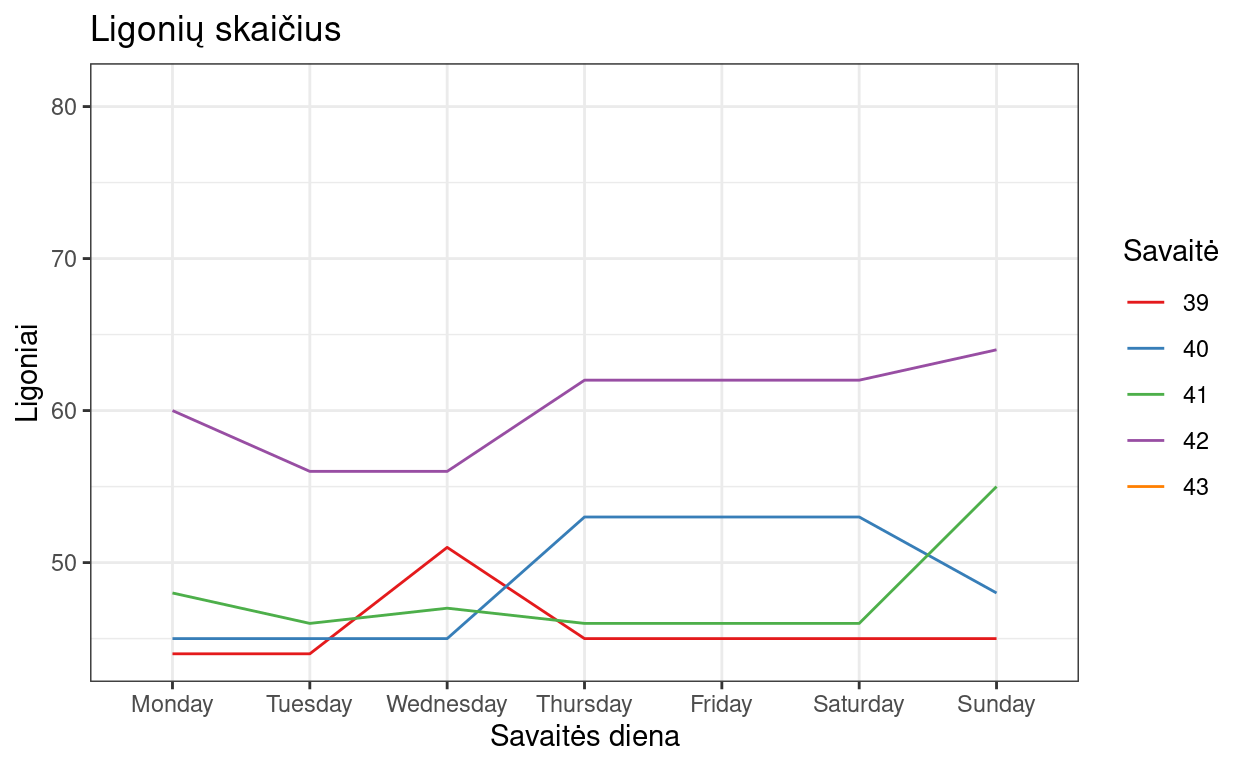 Ligonių skaičius
80
70
60
50
Ligoniai
Monday Tuesday Wednesday Thursday Friday Saturday Sunday
Savaitės diena
Savaitė
39
40
41
42
43